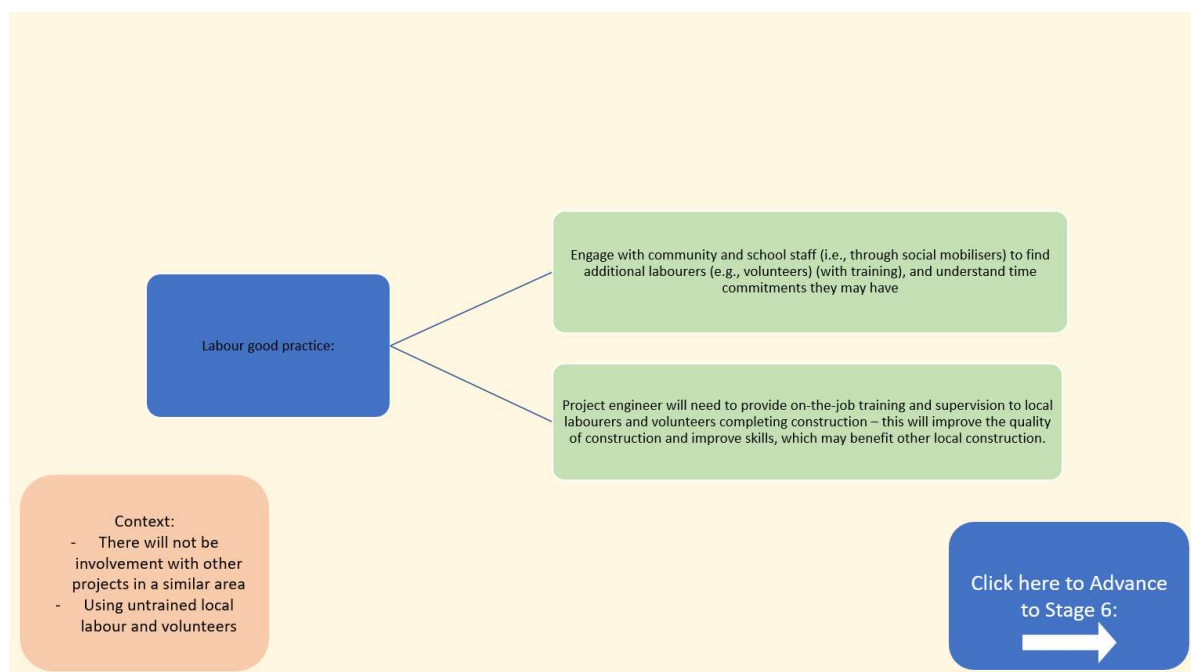 Engage with community and school staff (i.e., through social mobilisers) to find
additional labourers (e.g., volunteers) (with training), and understand time
commitments they may have
Labour good practice:
Project engineer will need to provide on-the-job training and supervision to local
labourers and volunteers completing construction – this will improve the quality
of construction and improve skills, which may benefit other local construction.
Context:
- There will not be
involvement with other
projects in a similar area
- Using untrained local
labour and volunteers
Click here to Advance
to Stage 6: